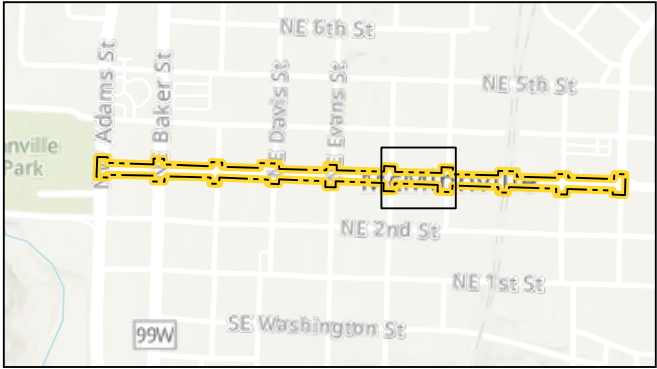 NE 6th St
NE 5th St
Adams St
Baker St
NE Davis St
NE Evans St
nville
Park
NE 2nd St
NE 1st St
SE Washington St
99W